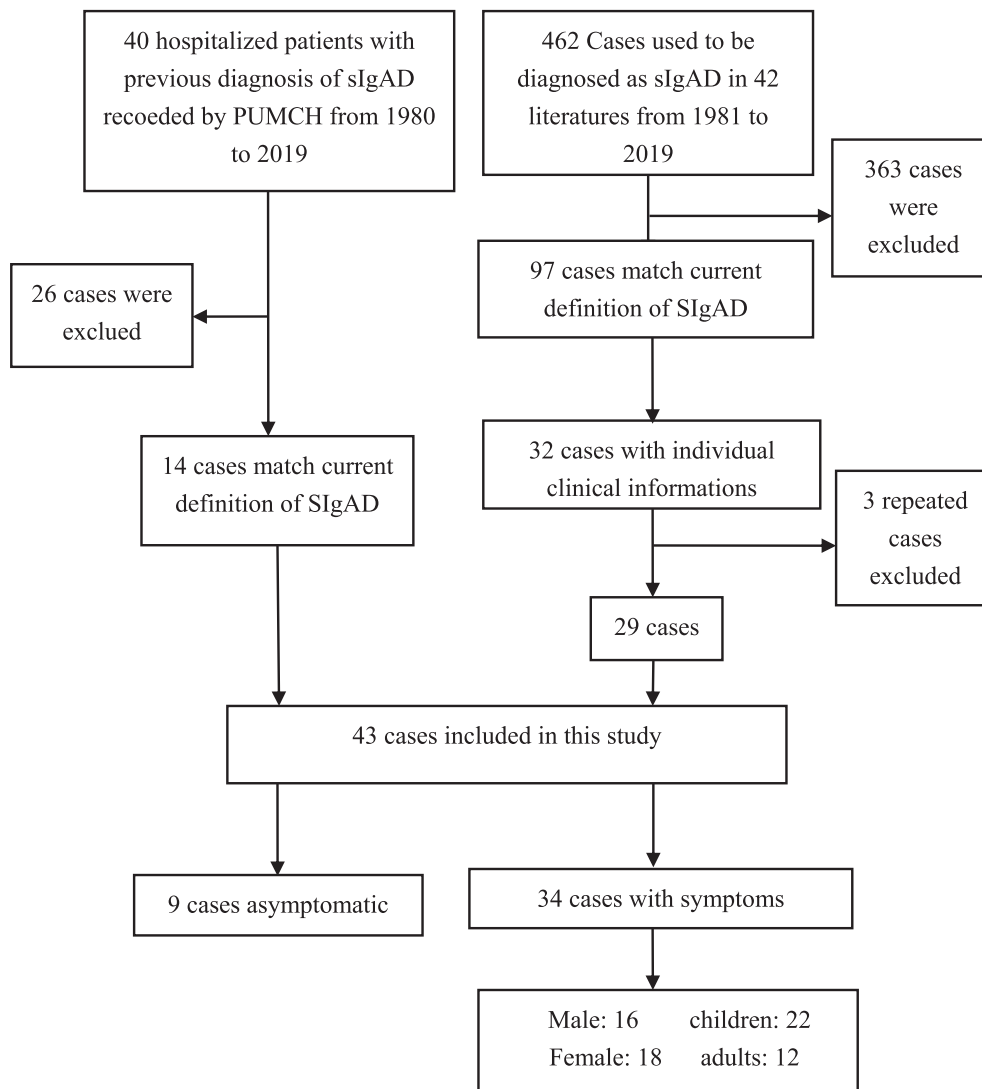 40 hospitalized patients with
previous diagnosis of sIgAD
recoeded by PUMCH from 1980
to 2019
462 Cases used to be
diagnosed as sIgAD in 42
literatures from 1981 to
2019
363 cases
were
excluded
26 cases were
exclued
97 cases match current
definition of SIgAD
14 cases match current
definition of SIgAD
32 cases with individual
clinical informations
3 repeated
cases
excluded
29 cases
43 cases included in this study
9 cases asymptomatic
34 cases with symptoms
Male: 16 children: 22
Female: 18 adults: 12